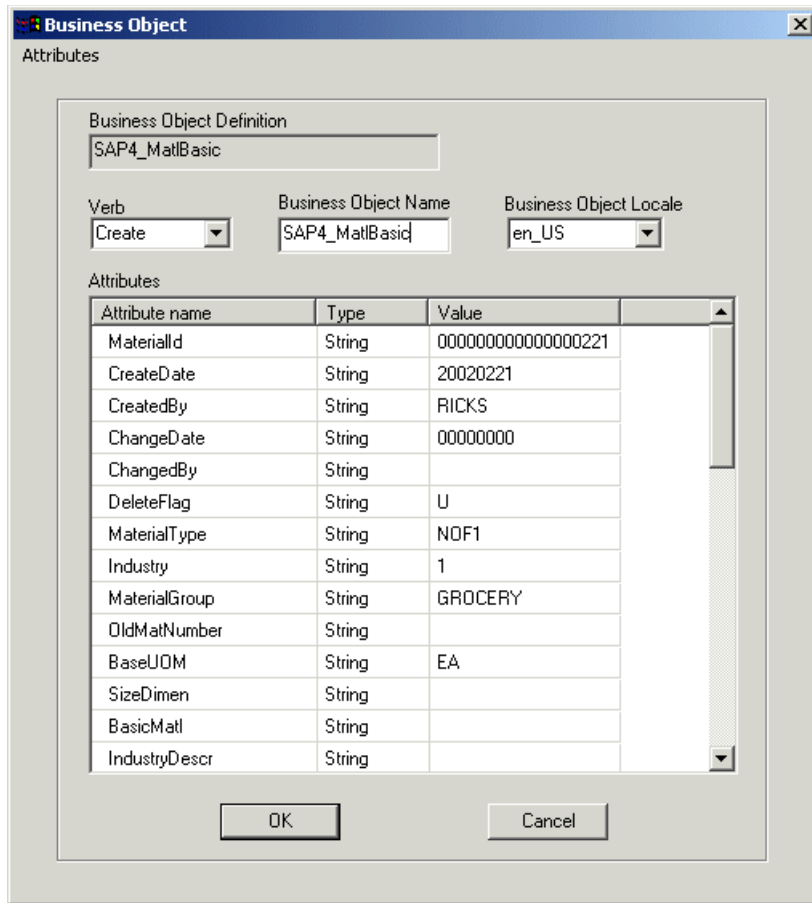 Business Object
Attributes
Business Object Definition
SAP4_MatlBasic
Verb Business Object Name Business Object Locale
Create SAP4_MatlBasic en_US
Attributes
Attribute name Type Value
MaterialId String 000000000000000221
CreateDate String 20020221
CreatedBy String RICKS
ChangeDate String 00000000
ChangedBy String
DeleteFlag String U
MaterialType String NOF1
Industry String 1
MaterialGroup String GROCERY
OldMatNumber String
BaseUOM String EA
SizeDimen String
BasicMatl String
IndustryDescr String
OK Cancel